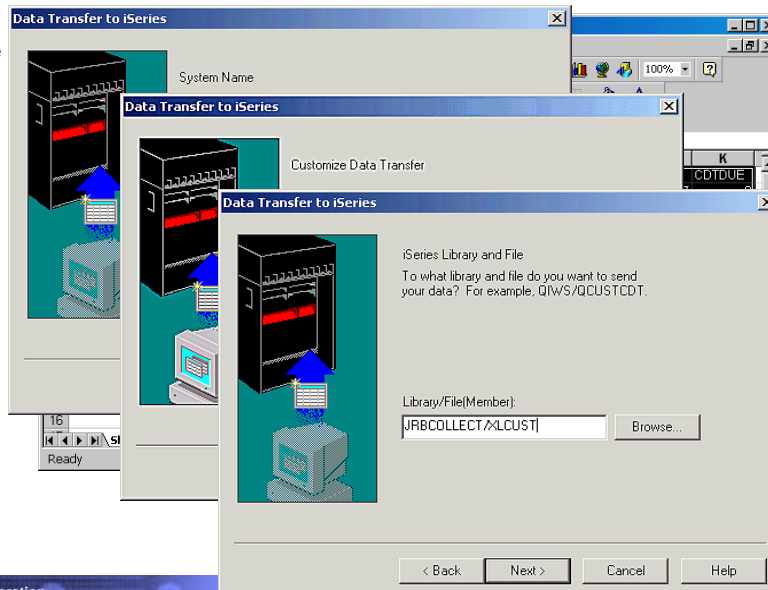 Data Transfer to iSeries
System Name
100%
Data Transfer to iSeries
Customize Data Transfer
K
CDTDUE
Data Transfer to iSeries
iSeries Library and File
To what library and file do you want to send
your data? For example, QIWS/QCUSTCDT.
Library/File(Member):
JRBCOLLECT/XLCUST
Browse...
16
Ready
< Back
Next >
Cancel
Help